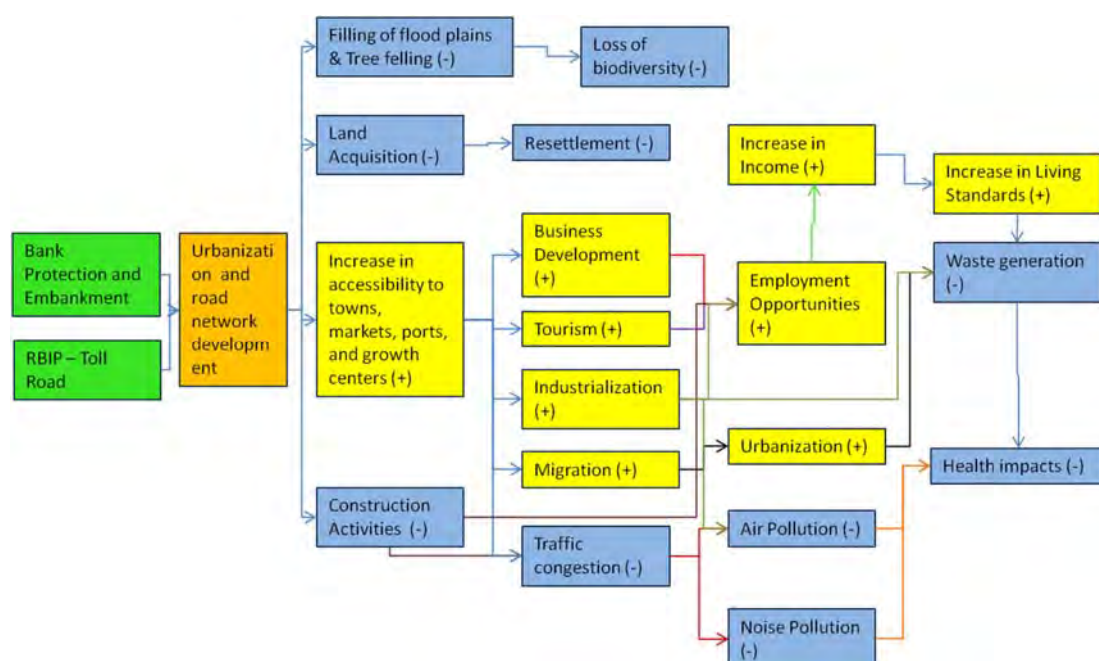 Filling of flood plains
& Tree felling (-)
Loss of
biodiversity (-)
Land
Acquisition (-)
Resettlement (-)
Increase in
Income (+)
Increase in Living
Standards (+)
Bank
Protection and
Embankment
RBIP – Toll
Road
Urbanizati
on and
road
network
developm
ent
Increase in
accessibility to
towns,
markets, ports,
and growth
centers (+)
Business
Development
(+)
Tourism (+)
Industrialization
(+)
Migration (+)
Employment
Opportunities
(+)
Waste generation
(-)
Urbanization (+)
Health impacts (-)
Construction
Activities (-)
Traffic
congestion (-)
Air Pollution (-)
Noise Pollution
(-)